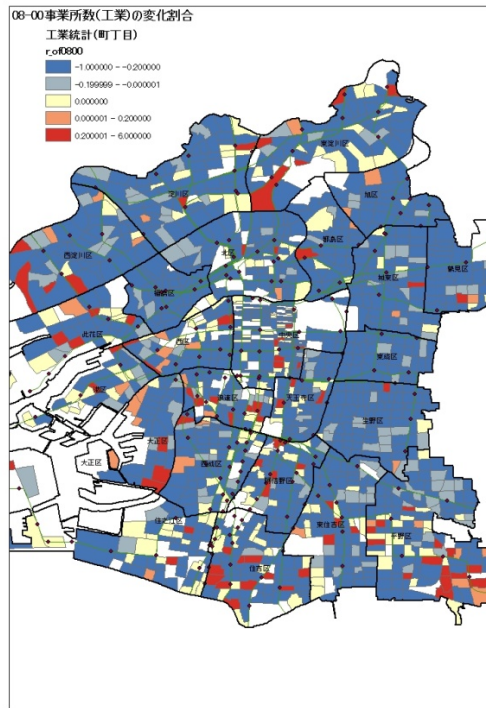 08-00事業所数(工業)の変化割合
工業統計(町丁目)
r_of0800
-1.000000 - -0.200000
-0.199999 - -0.000001
0.000000
0.000001 - 0.200000
0.200001 - 6.000000
東淀川区
淀川区
旭区
都島区
西淀川区
北区
鶴見区
城東区
福島区
此花区
西区
中央区
東成区
港区
浪速区
天王寺区
生野区
大正区
大正区
西成区
阿倍野区
住之江区
東住吉区
平野区
住吉区